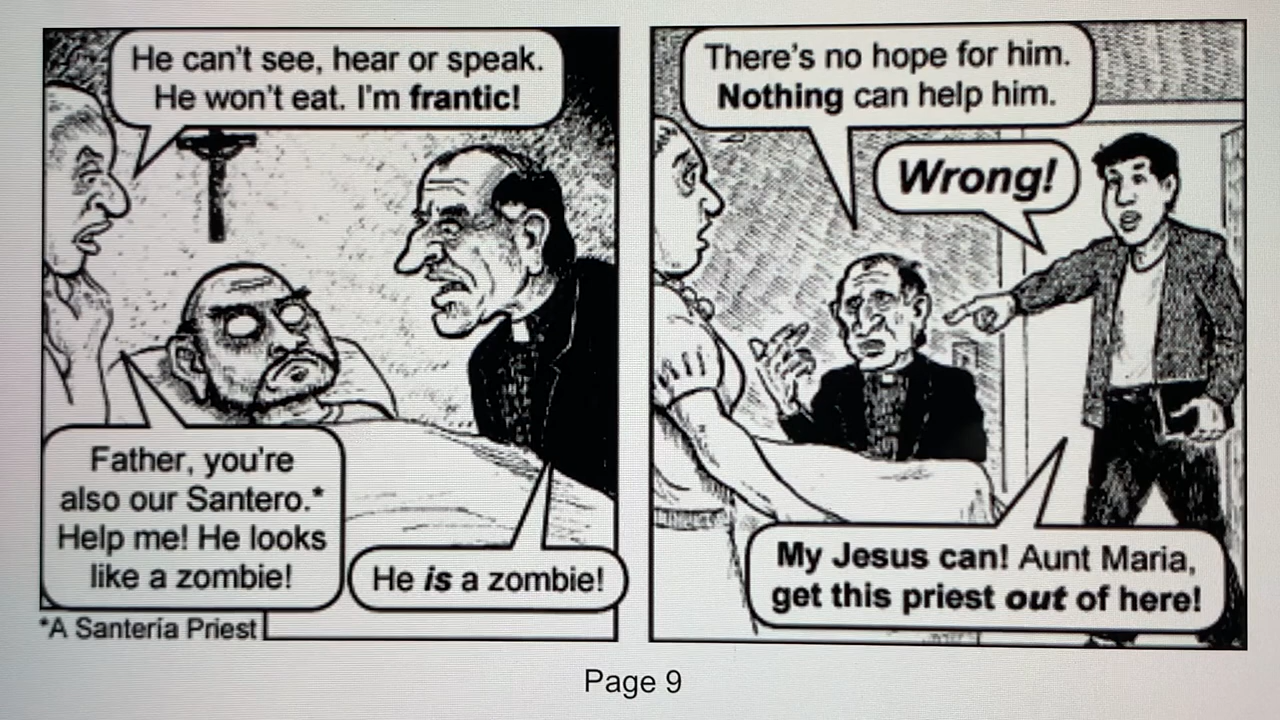 He can't see, hear or speak.
He won't eat. I'm frantic!
Father, you're
also our Santero.*
Help me! He looks
like a zombie!
He is a zombie!
*A Santería Priest
There's no hope for him.
Nothing can help him.
Wrong!
My Jesus can! Aunt Maria,
get this priest out of here!
Page 9